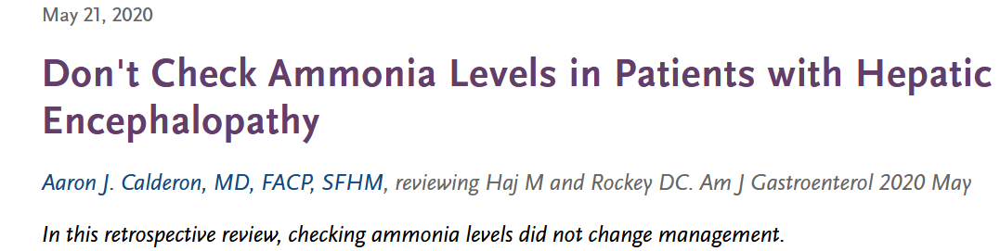 May 21, 2020
Don't Check Ammonia Levels in Patients with Hepatic
Encephalopathy
Aaron J. Calderon, MD, FACP, SFHM, reviewing Haj M and Rockey DC. Am J Gastroenterol 2020 May
In this retrospective review, checking ammonia levels did not change management.